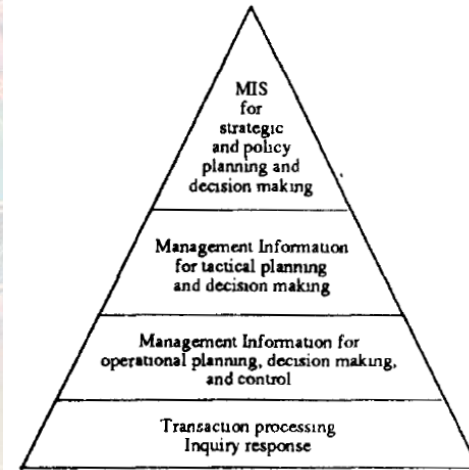 MIS
for
strategic
and policy
planning and
decision making
Management Information
for tactical planning
and decision making
Management Information for
operational planning, decision making,
and control
Transaction processing
Inquiry response